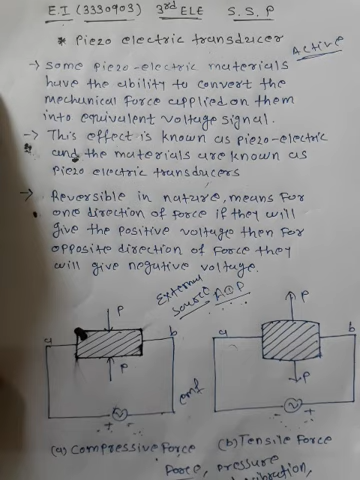 E.I (3330903) 3rd ELE S.S.P
* Piezo electric transducer
Active
→ Some piezo-electric materials
have the ability to convert the
mechanical force applied on them
into equivalent voltage signal.
→ This effect is known as piezo-electric
and the materials are known as
piezo electric transducers
→ Reversible in nature, means for
one direction of force if they will
give the positive voltage then for
opposite direction of force they
will give negative voltage.
External
source
P P
a b a b
P P
emf
+ +
(a) Compressive Force (b) Tensile Force
Force, pressure
vibration,